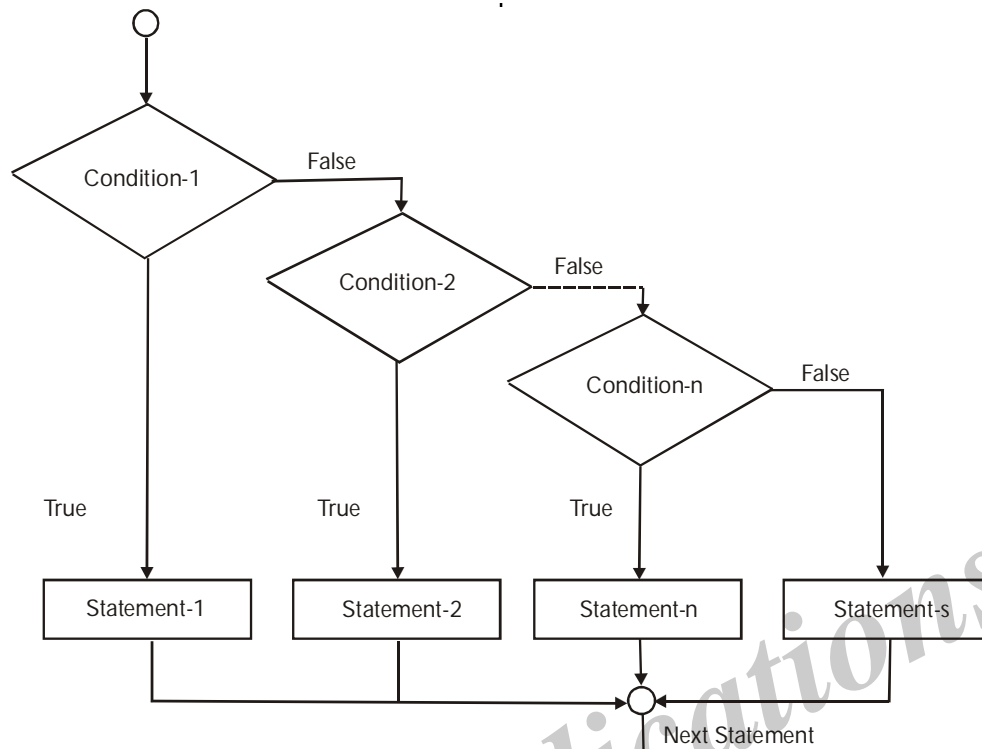 Condition-1
False
Condition-2
False
Condition-n
False
True
True
True
Statement-1
Statement-2
Statement-n
Statement-s
Next Statement